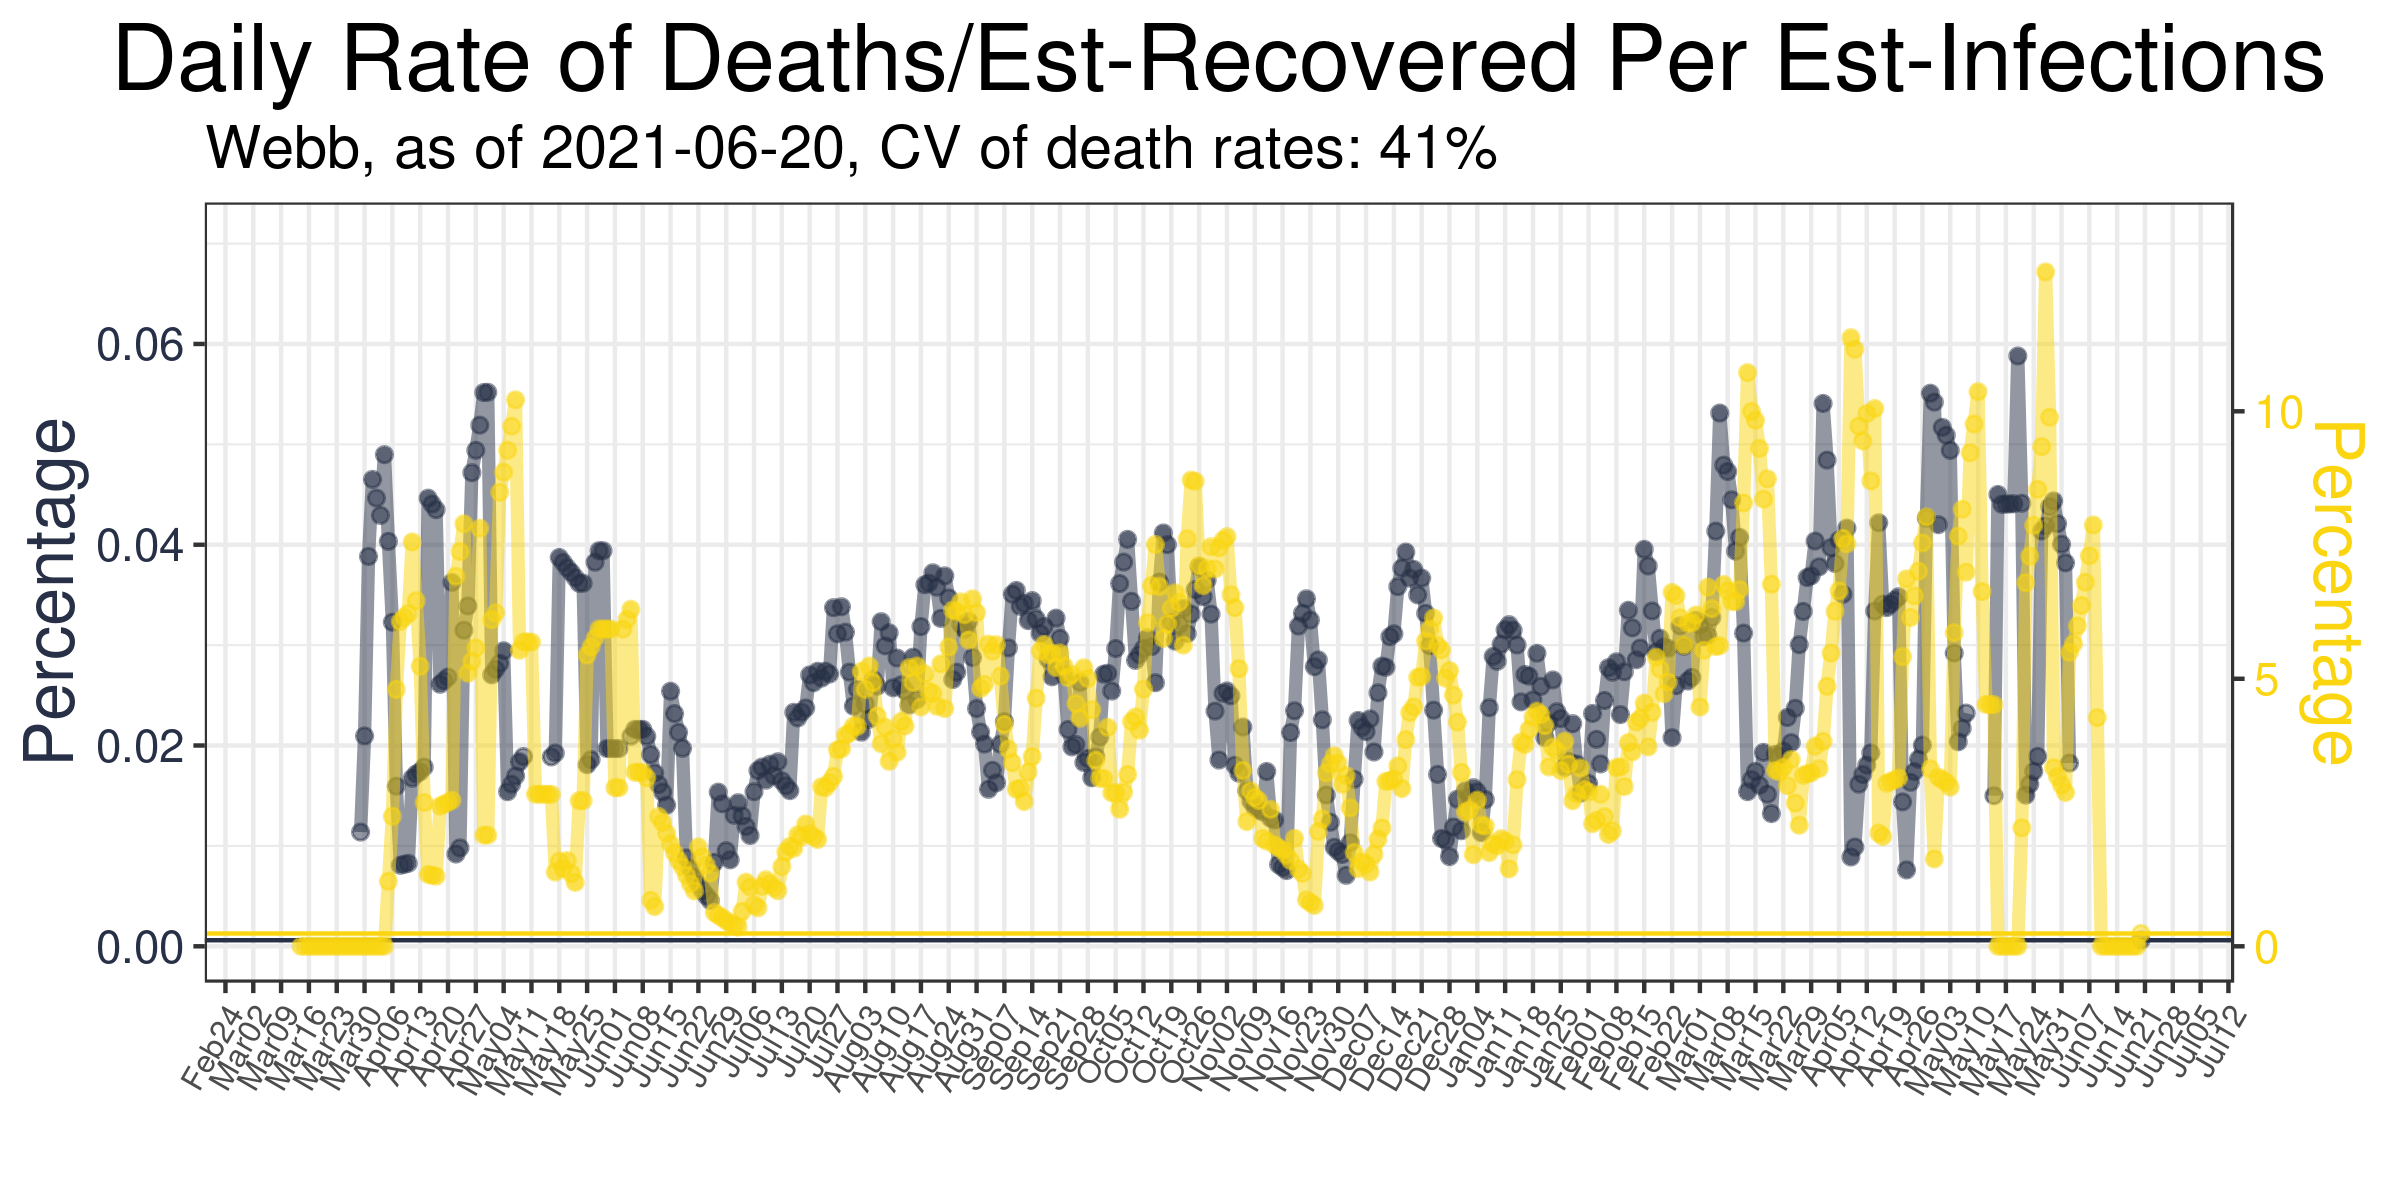 Daily Rate of Deaths/Est-Recovered Per Est-Infections
Webb, as of 2021-06-20, CV of death rates: 41%
Percentage
0.06
0.04
0.02
0.00
10
5
0
Percentage
Feb24
Mar02
Mar09
Mar16
Mar23
Mar30
Apr06
Apr13
Apr20
Apr27
May04
May11
May18
May25
Jun01
Jun08
Jun15
Jun22
Jun29
Jul06
Jul13
Jul20
Jul27
Aug03
Aug10
Aug17
Aug24
Aug31
Sep07
Sep14
Sep21
Sep28
Oct05
Oct12
Oct19
Oct26
Nov02
Nov09
Nov16
Nov23
Nov30
Dec07
Dec14
Dec21
Dec28
Jan04
Jan11
Jan18
Jan25
Feb01
Feb08
Feb15
Feb22
Mar01
Mar08
Mar15
Mar22
Mar29
Apr05
Apr12
Apr19
Apr26
May03
May10
May17
May24
May31
Jun07
Jun14
Jun21
Jun28
Jul05
Jul12